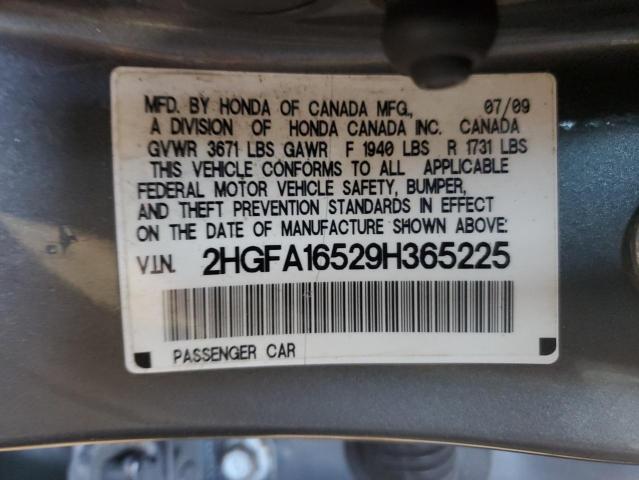 MFD. BY HONDA OF CANADA MFG., 07/09
A DIVISION OF HONDA CANADA INC. CANADA
GVWR 3671 LBS GAWR F 1940 LBS R 1731 LBS
THIS VEHICLE CONFORMS TO ALL APPLICABLE
FEDERAL MOTOR VEHICLE SAFETY, BUMPER,
AND THEFT PREVENTION STANDARDS IN EFFECT
ON THE DATE OF MANUFACTURE SHOWN ABOVE:
V.I.N. 2HGFA16529H365225
PASSENGER CAR